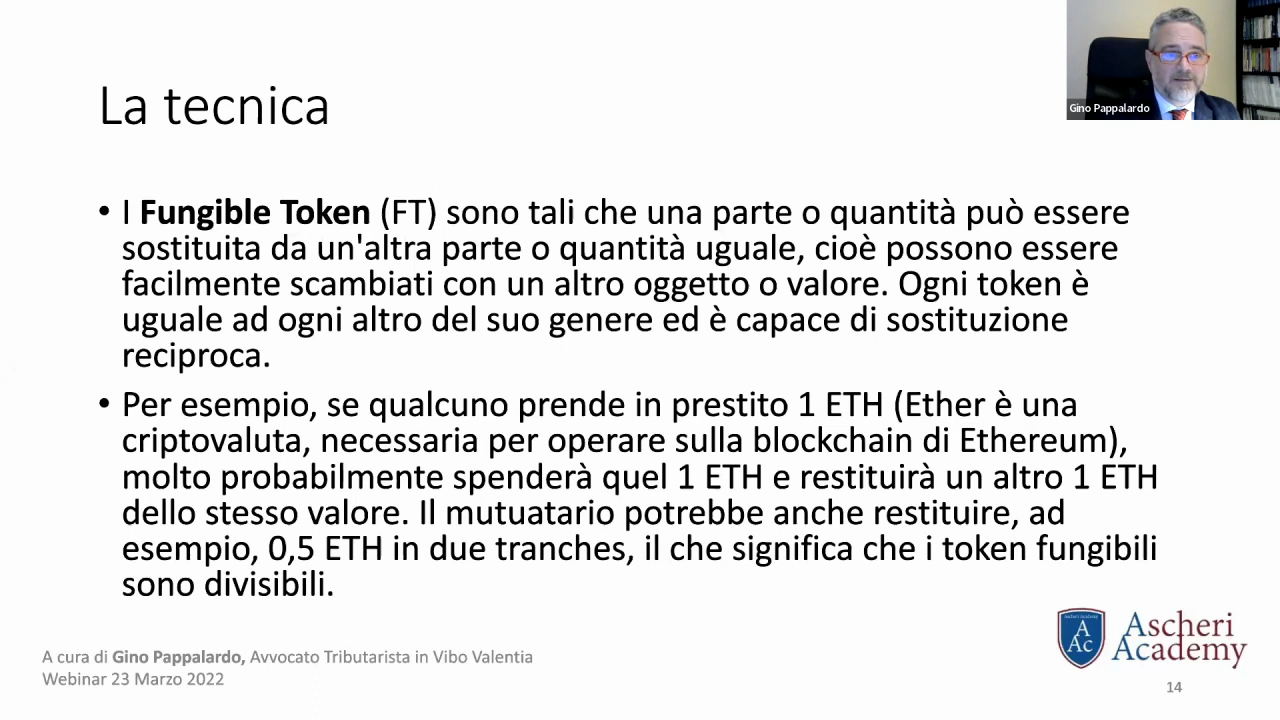 La tecnica
Gino Pappalardo
• I Fungible Token (FT) sono tali che una parte o quantità può essere
sostituita da un'altra parte o quantità uguale, cioè possono essere
facilmente scambiati con un altro oggetto o valore. Ogni token è
uguale ad ogni altro del suo genere ed è capace di sostituzione
reciproca.
• Per esempio, se qualcuno prende in prestito 1 ETH (Ether è una
criptovaluta, necessaria per operare sulla blockchain di Ethereum),
molto probabilmente spenderà quel 1 ETH e restituirà un altro 1 ETH
dello stesso valore. Il mutuatario potrebbe anche restituire, ad
esempio, 0,5 ETH in due tranches, il che significa che i token fungibili
sono divisibili.
A cura di Gino Pappalardo, Avvocato Tributarista in Vibo Valentia
Webinar 23 Marzo 2022
Ascheri Academy
A
Ac
Ascheri
Academy
14